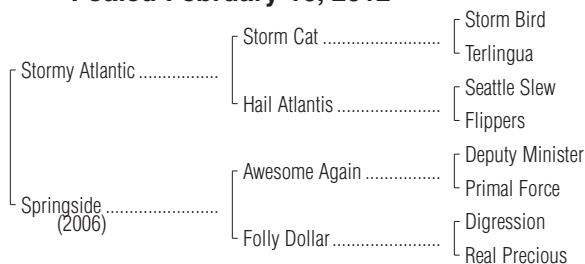 Foaled February 2012
Storm Bird
Storm Cat
Terlingua
Stormy Atlantic
Seattle Slew
Hail Atlantis
Flippers
Deputy Minister
Awesome Again
Primal Force
Springside
(2006)
Digression
Folly Dollar
Real Precious